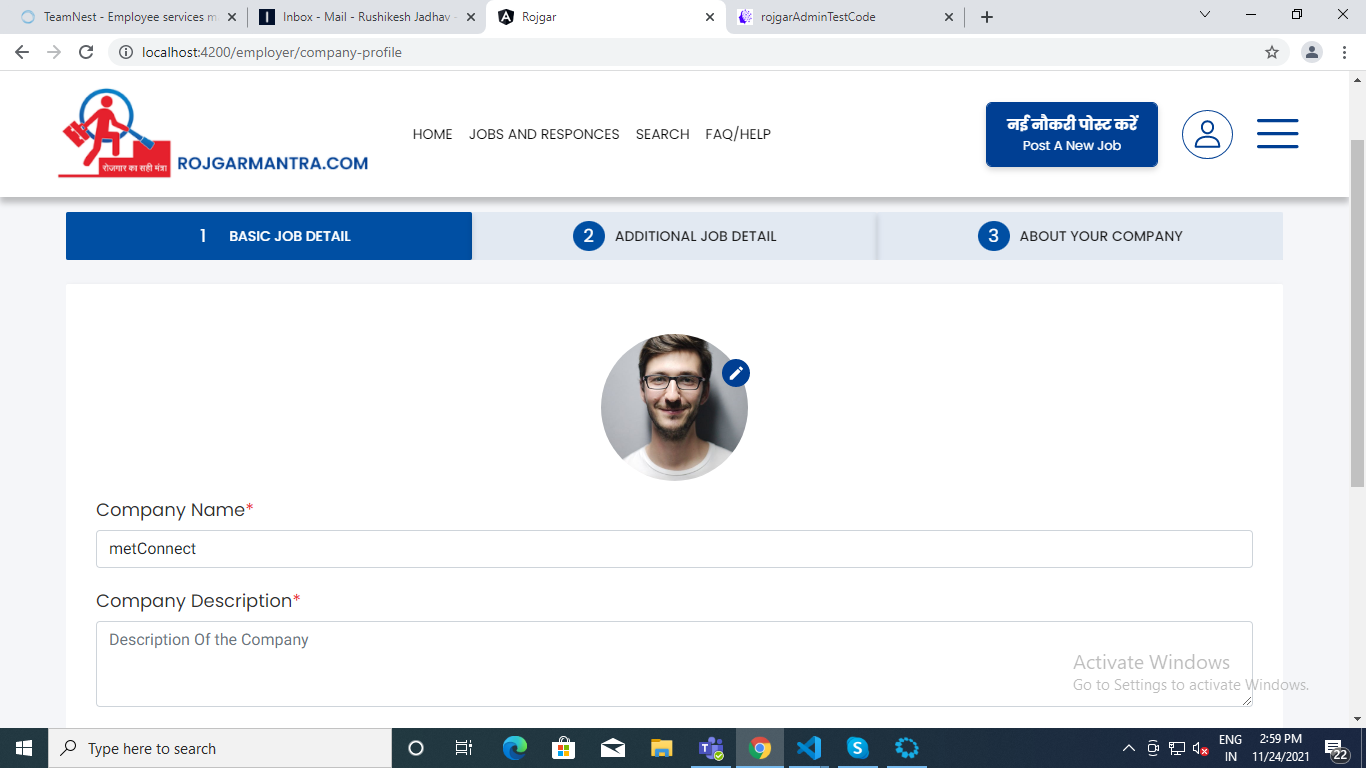 TeamNest - Employee services m
Inbox - Mail - Rushikesh Jadhav -
Rojgar
rojgarAdminTestCode
localhost:4200/employer/company-profile
रोजगार का सही मंत्रा
ROJGARMANTRA.COM
HOME
JOBS AND RESPONCES
SEARCH
FAQ/HELP
नई नौकरी पोस्ट करें
Post A New Job
1 BASIC JOB DETAIL
2 ADDITIONAL JOB DETAIL
3 ABOUT YOUR COMPANY
Company Name*
metConnect
Company Description*
Description Of the Company
Activate Windows
Go to Settings to activate Windows.
Type here to search
ENG
IN
2:59 PM
11/24/2021
22